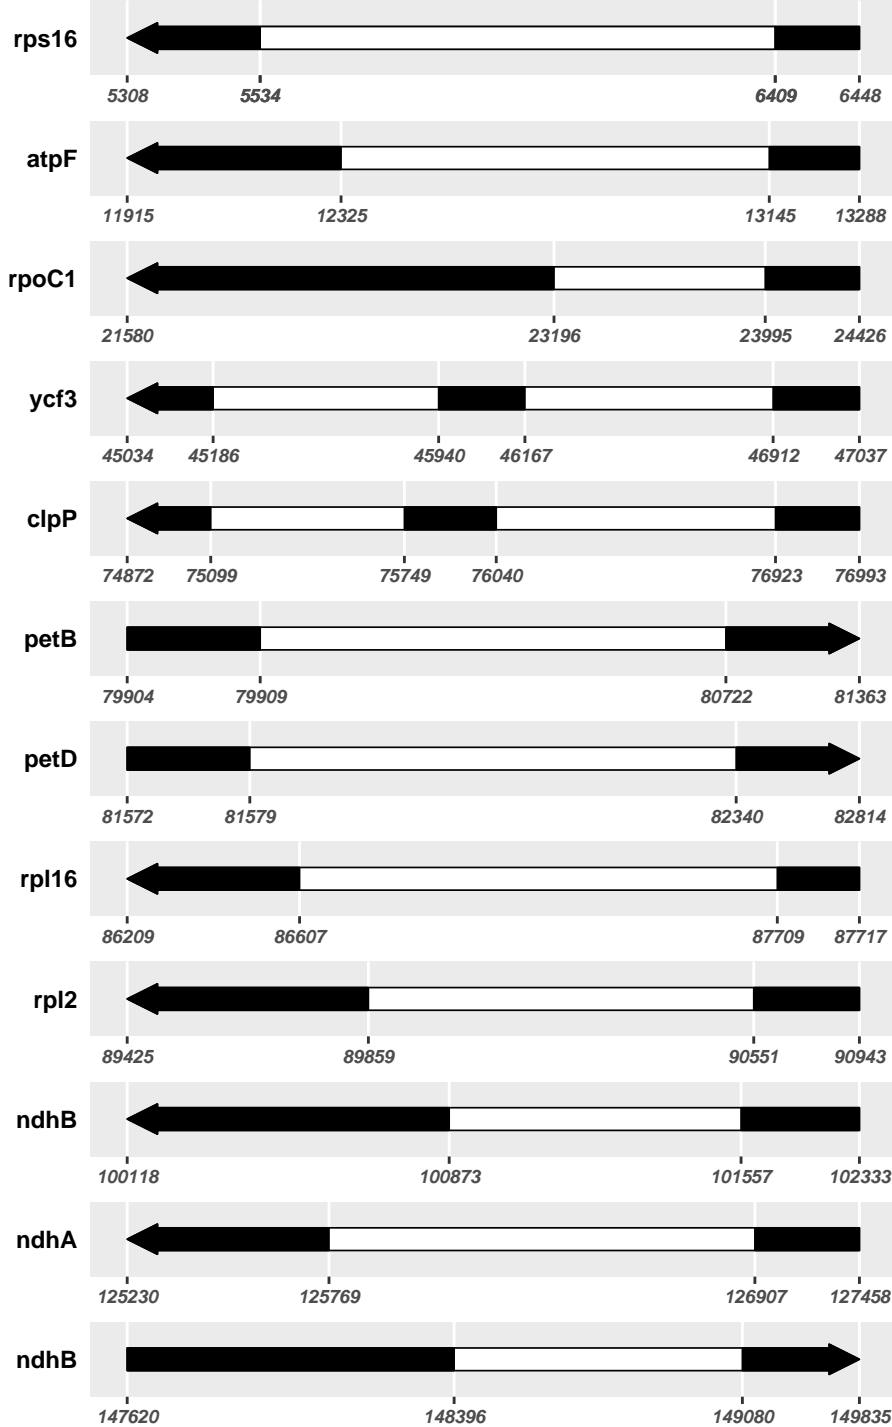 rps16
5308 5534 6409 6448
atpF
11915 12325 13145 13288
rpoC1
21580 23196 23995 24426
ycf3
45034 45186 45940 46167 46912 47037
clpP
74872 75099 75749 76040 76923 76993
petB
79904 79909 80722 81363
petD
81572 81579 82340 82814
rpl16
86209 86607 87709 87717
rpl2
89425 89859 90551 90943
ndhB
100118 100873 101557 102333
ndhA
125230 125769 126907 127458
ndhB
147620 148396 149080 149835